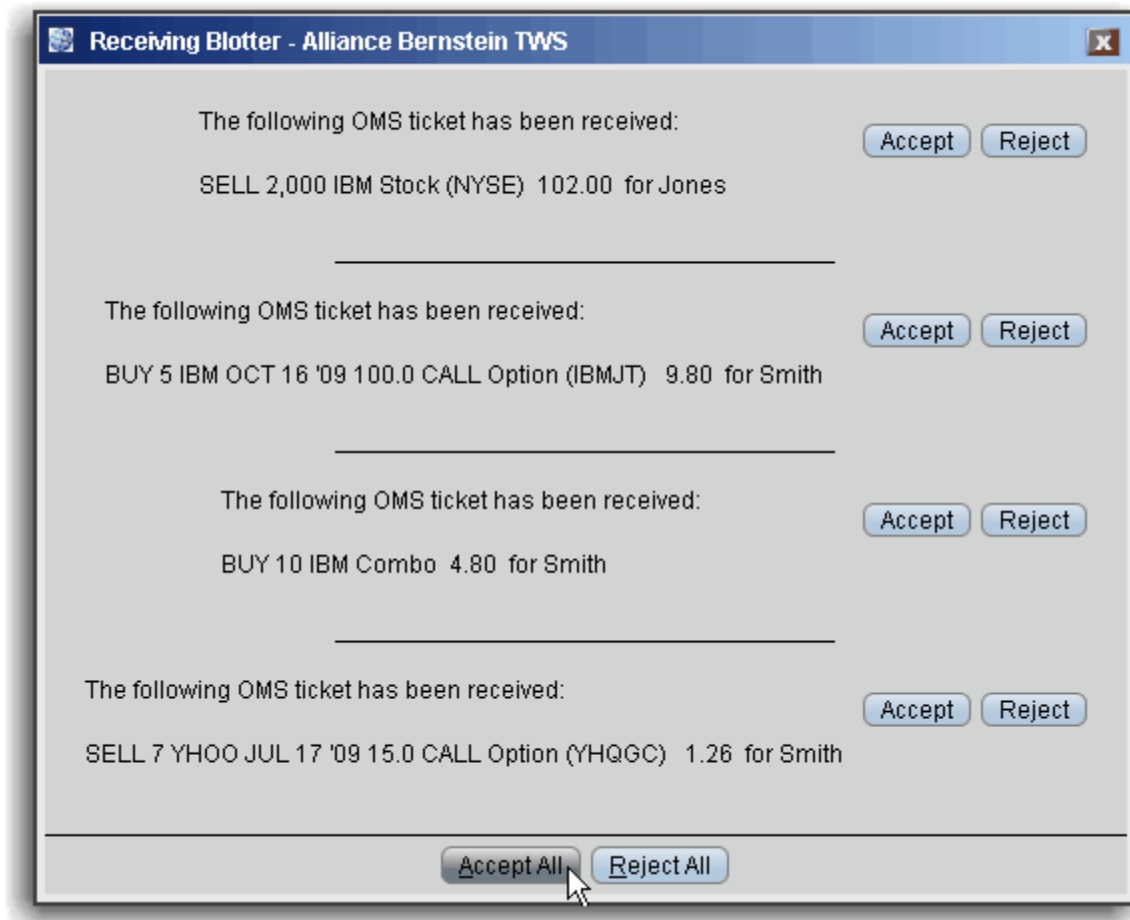 Receiving Blotter - Alliance Bernstein TWS
The following OMS ticket has been received:
Accept Reject
SELL 2,000 IBM Stock (NYSE) 102.00 for Jones
The following OMS ticket has been received:
Accept Reject
BUY 5 IBM OCT 16 '09 100.0 CALL Option (IBMJT) 9.80 for Smith
The following OMS ticket has been received:
Accept Reject
BUY 10 IBM Combo 4.80 for Smith
The following OMS ticket has been received:
Accept Reject
SELL 7 YHOO JUL 17 '09 15.0 CALL Option (YHQGC) 1.26 for Smith
Accept All Reject All